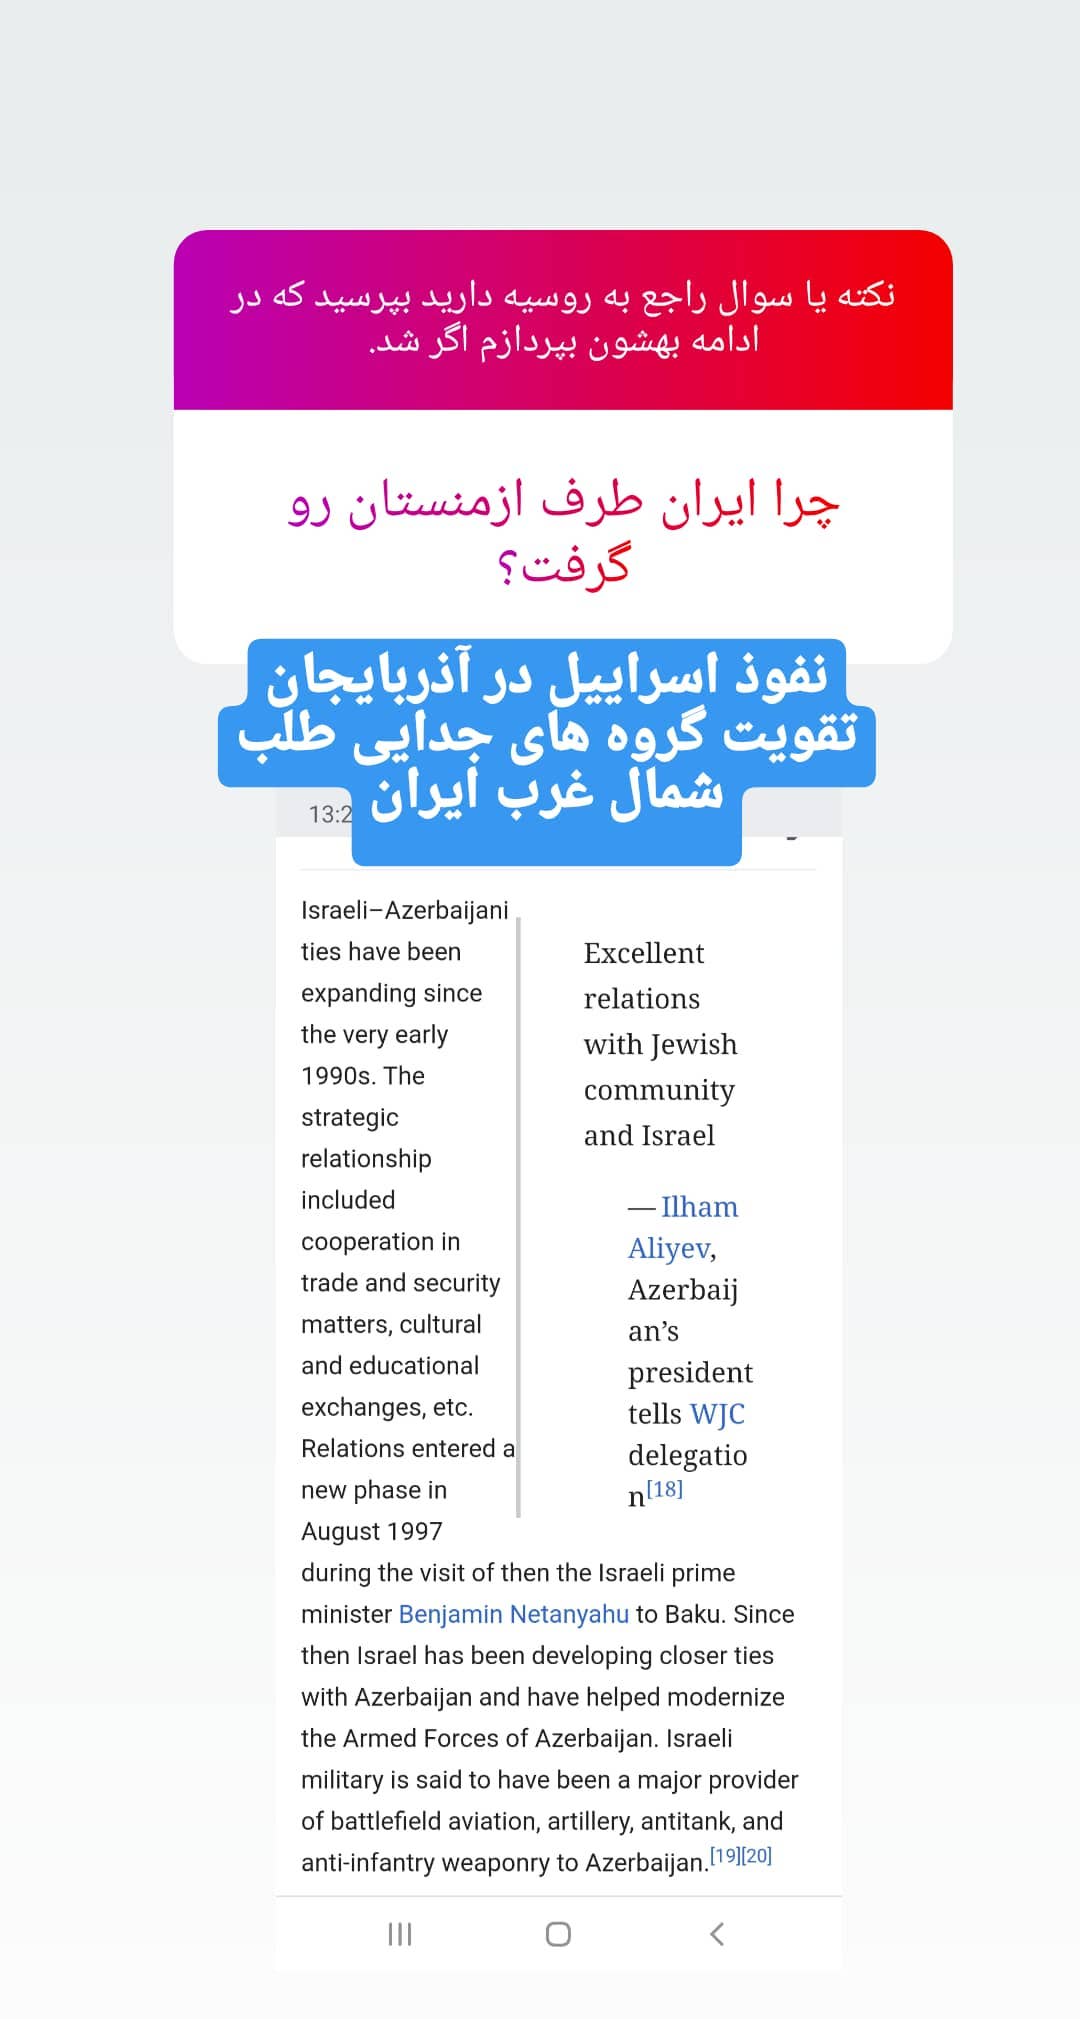 نکته یا سوال راجع به روسیه دارید بپرسید که در
ادامه بهشون بپردازم اگر شد.
چرا ایران طرف ازمنستان رو
گرفت؟
نفوذ اسراییل در آذربایجان
تقویت گروه های جدایی طلب
شمال غرب ایران
13:2
Israeli–Azerbaijani
ties have been
expanding since
the very early
1990s. The
strategic
relationship
included
cooperation in
trade and security
matters, cultural
and educational
exchanges, etc.
Relations entered a
new phase in
August 1997
Excellent
relations
with Jewish
community
and Israel
— Ilham
Aliyev,
Azerbaij
an’s
president
tells WJC
delegatio
n[18]
during the visit of then the Israeli prime
minister Benjamin Netanyahu to Baku. Since
then Israel has been developing closer ties
with Azerbaijan and have helped modernize
the Armed Forces of Azerbaijan. Israeli
military is said to have been a major provider
of battlefield aviation, artillery, antitank, and
anti-infantry weaponry to Azerbaijan.[19][20]